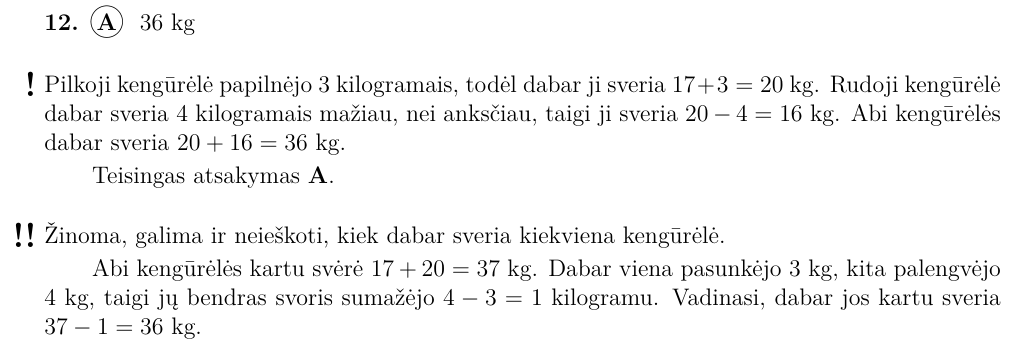 12. A 36 kg
! Pilkoji kengūrėlė papilnėjo 3 kilogramais, todėl dabar ji sveria 17+3 = 20 kg. Rudoji kengūrėlė
dabar sveria 4 kilogramais mažiau, nei anksčiau, taigi ji sveria 20 − 4 = 16 kg. Abi kengūrėlės
dabar sveria 20 + 16 = 36 kg.
Teisingas atsakymas A.
!! Žinoma, galima ir neieškoti, kiek dabar sveria kiekviena kengūrėlė.
Abi kengūrėlės kartu svėrė 17 + 20 = 37 kg. Dabar viena pasunkėjo 3 kg, kita palengvėjo
4 kg, taigi jų bendras svoris sumažėjo 4 − 3 = 1 kilogramu. Vadinasi, dabar jos kartu sveria
37 − 1 = 36 kg.